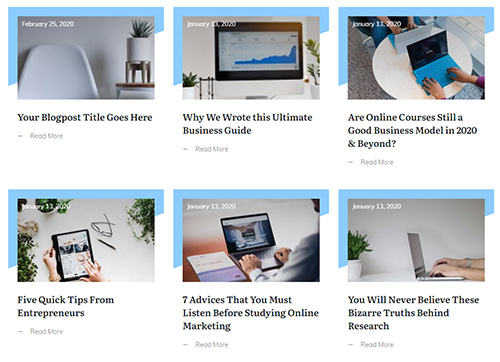 February 25, 2020
January 13, 2020
January 13, 2020
Your Blogpost Title Goes Here
— Read More
Why We Wrote this Ultimate
Business Guide
— Read More
Are Online Courses Still a
Good Business Model in 2020
& Beyond?
— Read More
January 13, 2020
January 13, 2020
January 13, 2020
Five Quick Tips From
Entrepreneurs
— Read More
7 Advices That You Must
Listen Before Studying Online
Marketing
— Read More
You Will Never Believe These
Bizarre Truths Behind
Research
— Read More